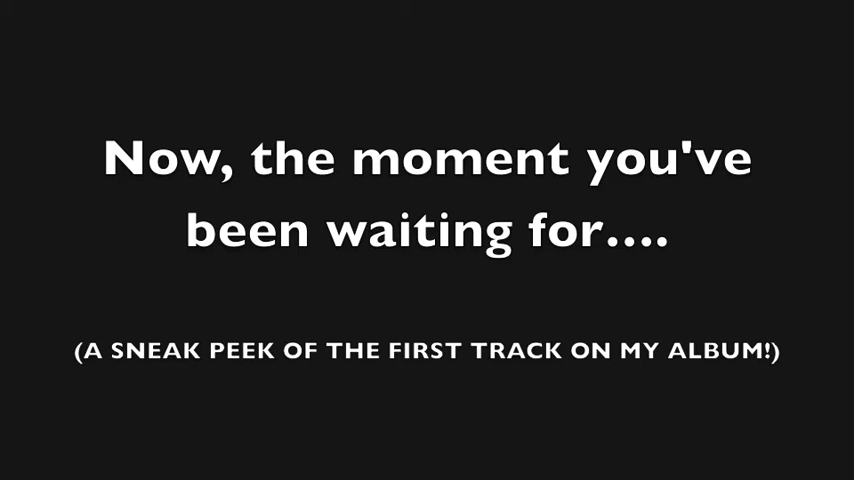 Now, the moment you've
been waiting for....
(A SNEAK PEEK OF THE FIRST TRACK ON MY ALBUM!)